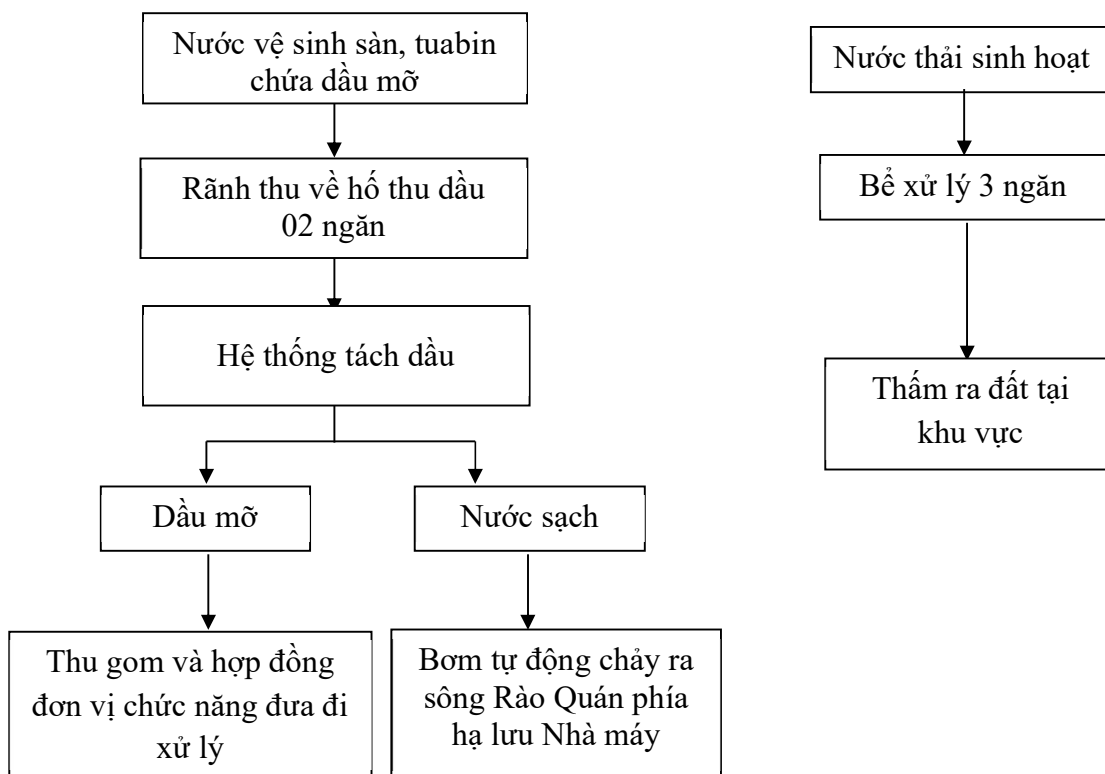 Nước vệ sinh sàn, tuabin
chứa dầu mỡ
Rãnh thu về hố thu dầu
02 ngăn
Hệ thống tách dầu
Dầu mỡ
Nước sạch
Thu gom và hợp đồng
đơn vị chức năng đưa đi
xử lý
Bơm tự động chảy ra
sông Rào Quán phía
hạ lưu Nhà máy
Nước thải sinh hoạt
Bể xử lý 3 ngăn
Thấm ra đất tại
khu vực